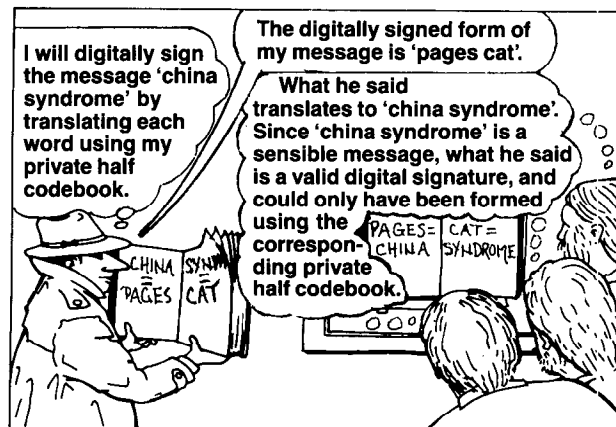 I will digitally sign
the message ‘china
syndrome’ by
translating each
word using my
private half
codebook.
The digitally signed form of
my message is ‘pages cat’.
What he said
translates to ‘china syndrome’.
Since ‘china syndrome’ is a
sensible message, what he said
is a valid digital signature, and
could only have been formed
using the
correspon-
ding private
half codebook.
CHINA
=
PAGES
SYND
=
CAT
PAGES=
CHINA
CAT=
SYNDROME